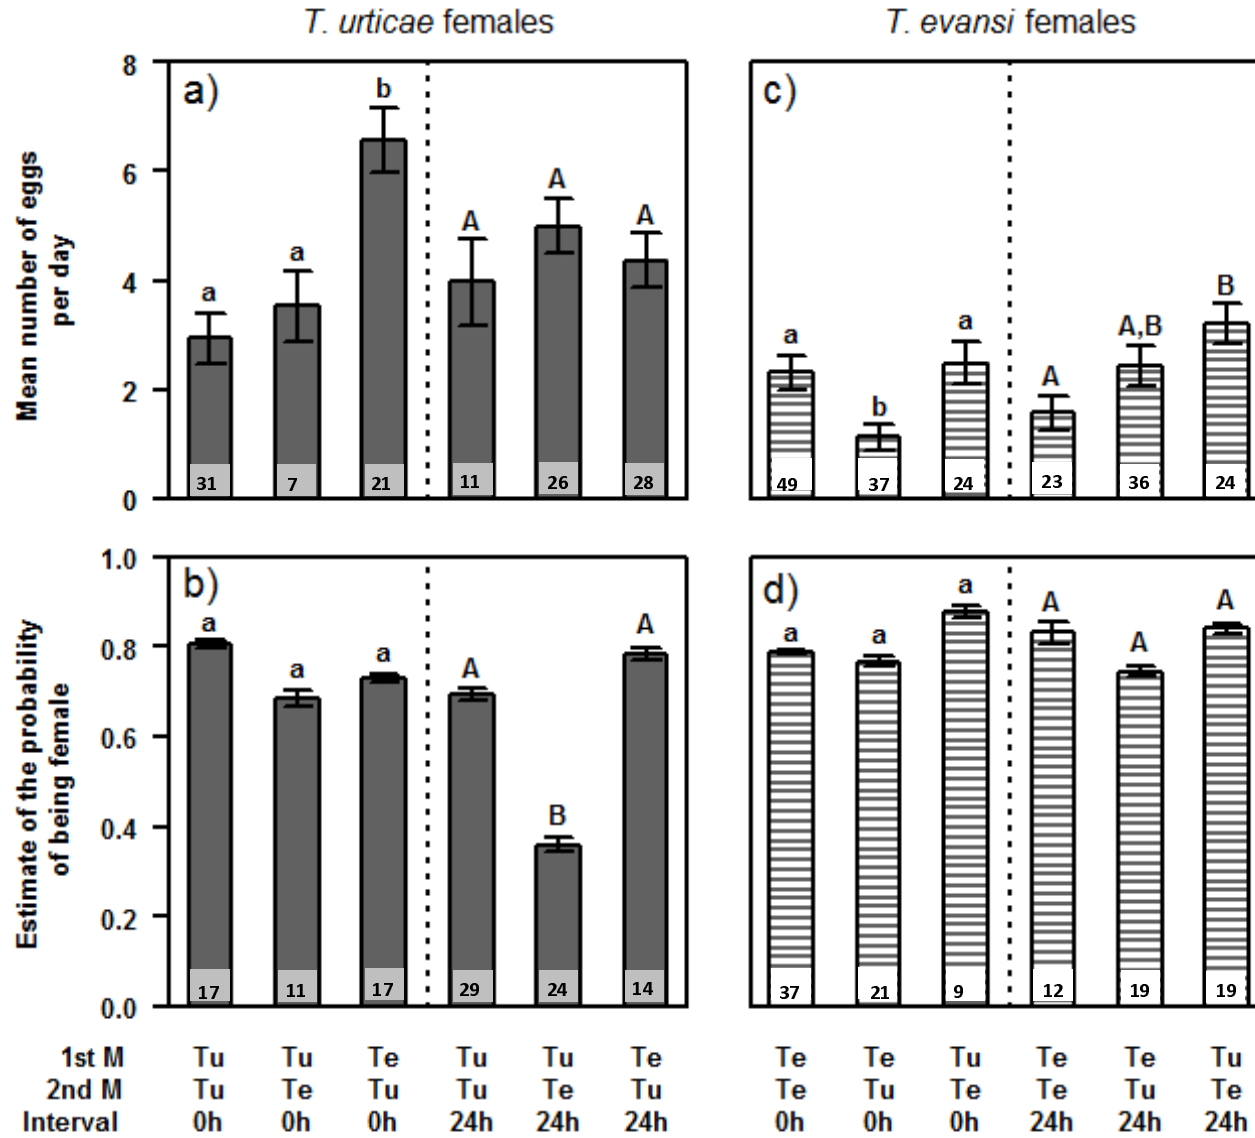 T. urticae females
T. evansi females
Mean number of eggs
per day
8
6
4
2
0
a)
a
a
b
A
A
A
31
7
21
11
26
28
c)
a
b
a
A
A,B
B
49
37
24
23
36
24
Estimate of the probability
of being female
1.0
0.8
0.6
0.4
0.2
0.0
b)
a
a
a
A
B
A
17
11
17
29
24
14
d)
a
a
a
A
A
A
37
21
9
12
19
19
1st M Tu Tu Te Tu Tu Te Te Te Tu Te Te Tu
2nd M Tu Te Tu Tu Te Tu Te Tu Te Te Tu Te
Interval 0h 0h 0h 24h 24h 24h 0h 0h 0h 24h 24h 24h